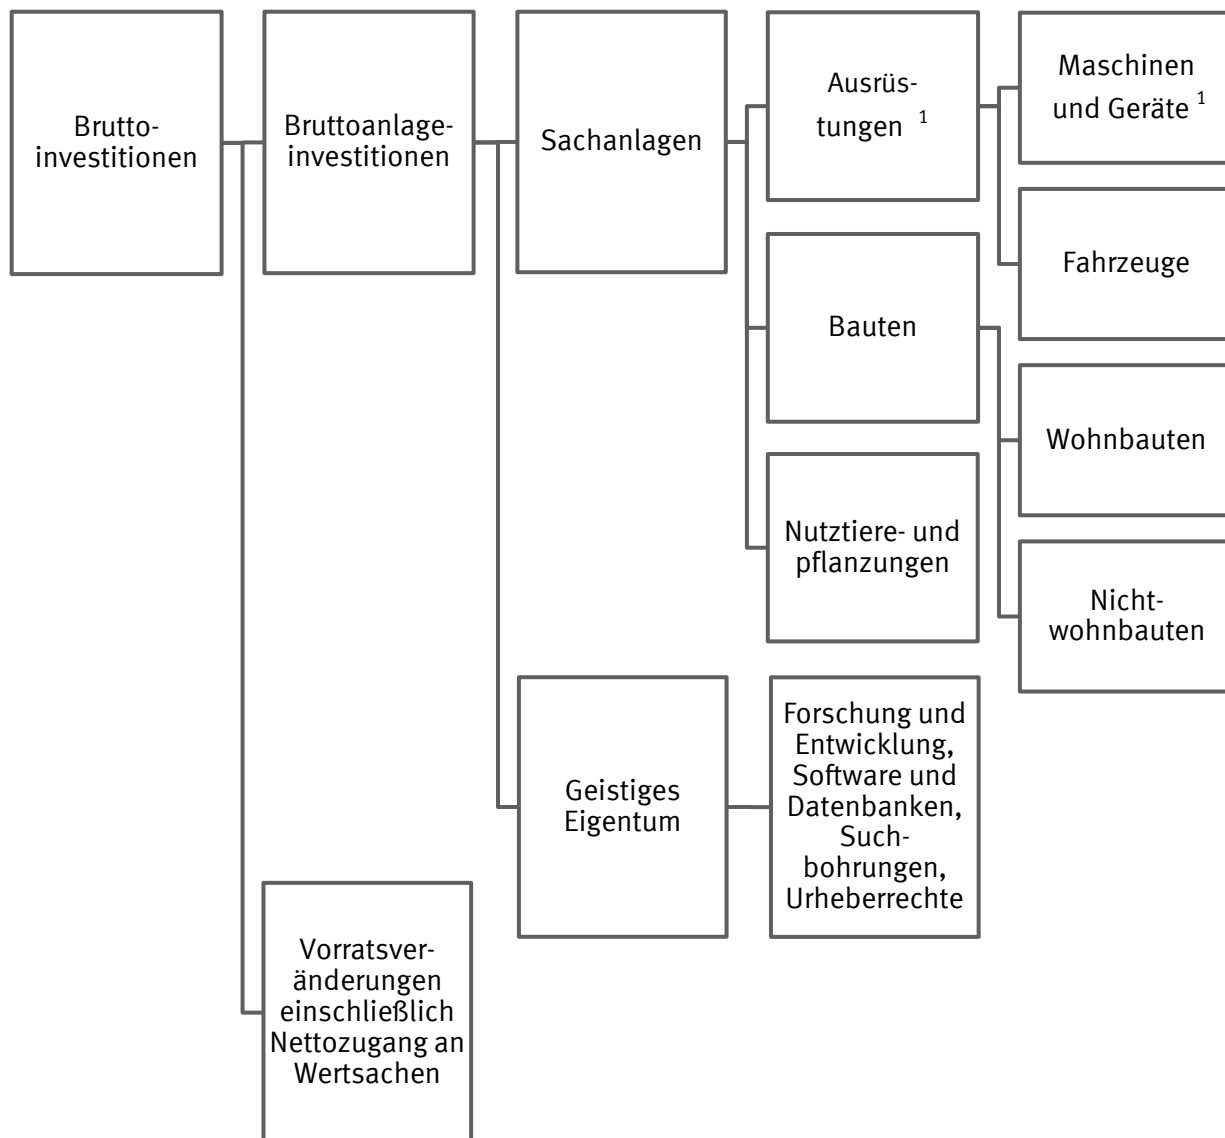 Brutto-
investitionen
Bruttoanlage-
investitionen
Sachanlagen
Ausrüs-
tungen ¹
Maschinen
und Geräte ¹
Fahrzeuge
Bauten
Wohnbauten
Nicht-
wohnbauten
Nutztiere- und
pflanzungen
Geistiges
Eigentum
Forschung und
Entwicklung,
Software und
Datenbanken,
Such-
bohrungen,
Urheberrechte
Vorratsver-
änderungen
einschließlich
Nettozugang an
Wertsachen